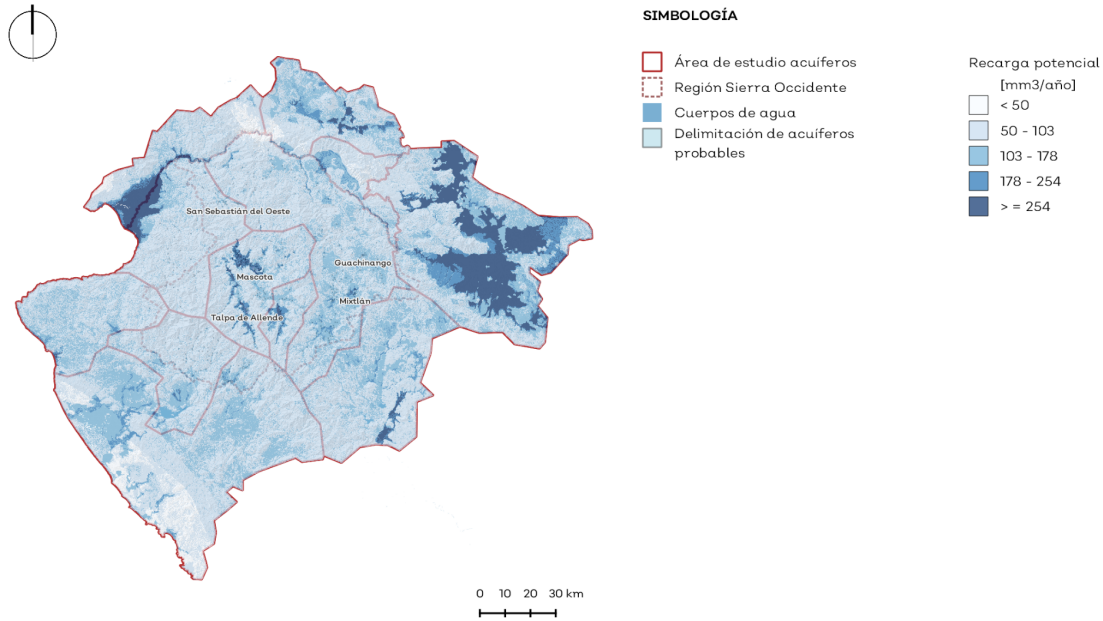 SIMBOLOGÍA
Área de estudio acuíferos
Región Sierra Occidente
Cuerpos de agua
Delimitación de acuíferos
probables
Recarga potencial
[mm3/año]
< 50
50 - 103
103 - 178
178 - 254
> = 254
San Sebastián del Oeste
Guachinango
Mascota
Mixtlán
Talpa de Allende
0 10 20 30 km